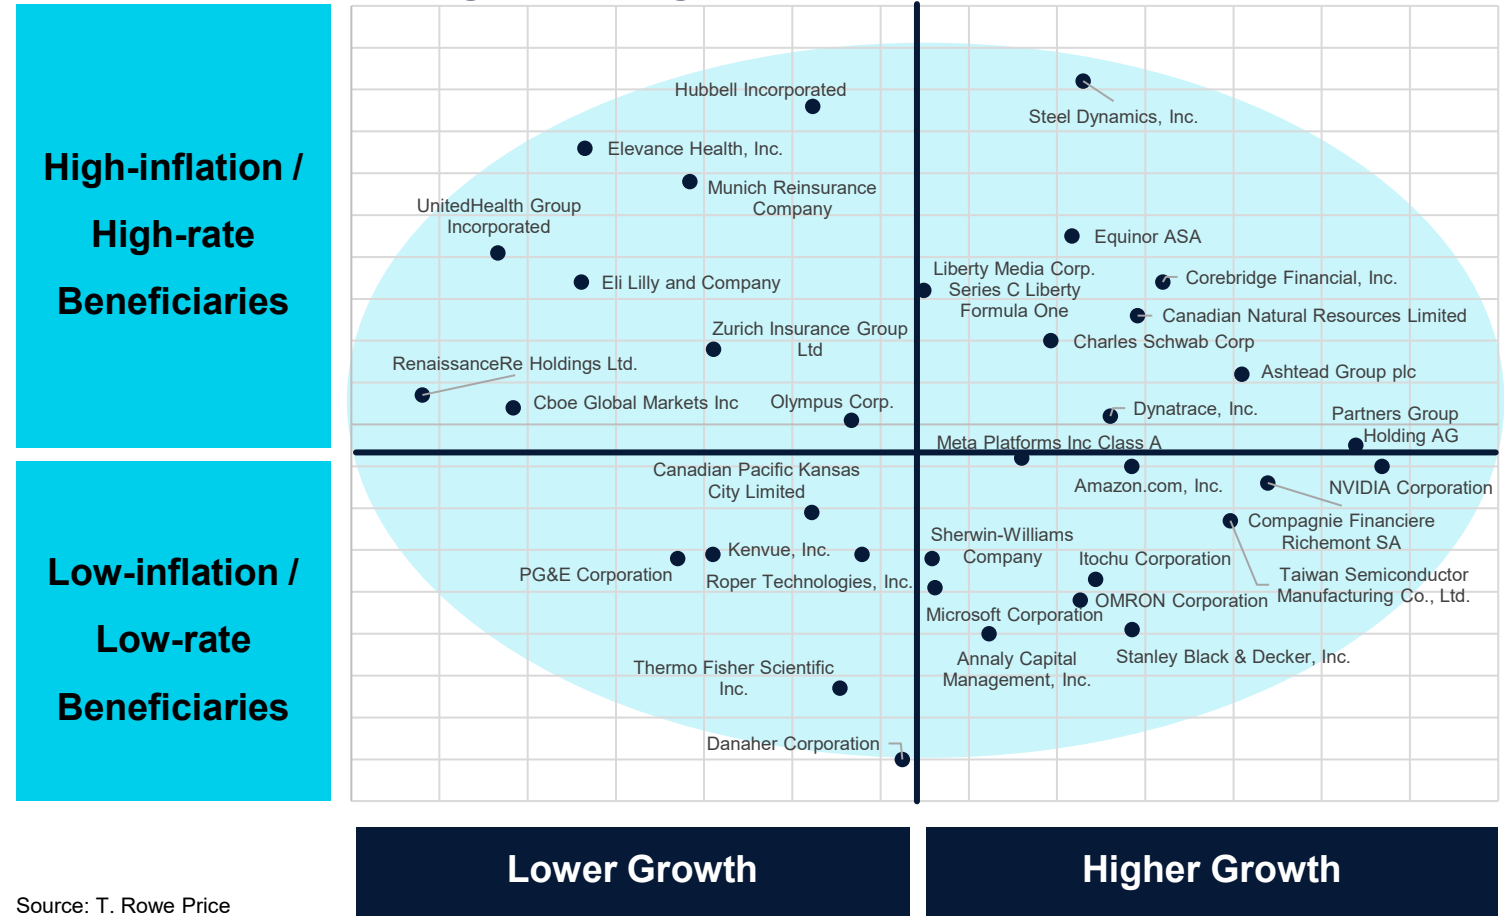 High-inflation /
High-rate
Beneficiaries
Low-inflation /
Low-rate
Beneficiaries
Hubbell Incorporated
Steel Dynamics, Inc.
Elevance Health, Inc.
Munich Reinsurance
Company
UnitedHealth Group
Incorporated
Equinor ASA
Eli Lilly and Company
Liberty Media Corp.
Series C Liberty
Formula One
Corebridge Financial, Inc.
Canadian Natural Resources Limited
Zurich Insurance Group
Ltd
Charles Schwab Corp
RenaissanceRe Holdings Ltd.
Ashtead Group plc
Cboe Global Markets Inc
Olympus Corp.
Dynatrace, Inc.
Partners Group
Holding AG
Meta Platforms Inc Class A
Canadian Pacific Kansas
City Limited
Amazon.com, Inc.
NVIDIA Corporation
Compagnie Financiere
Richemont SA
Sherwin-Williams
Company
Kenvue, Inc.
Itochu Corporation
PG&E Corporation
Roper Technologies, Inc.
Taiwan Semiconductor
Manufacturing Co., Ltd.
OMRON Corporation
Microsoft Corporation
Annaly Capital
Management, Inc.
Stanley Black & Decker, Inc.
Thermo Fisher Scientific
Inc.
Danaher Corporation
Lower Growth
Higher Growth
Source: T. Rowe Price